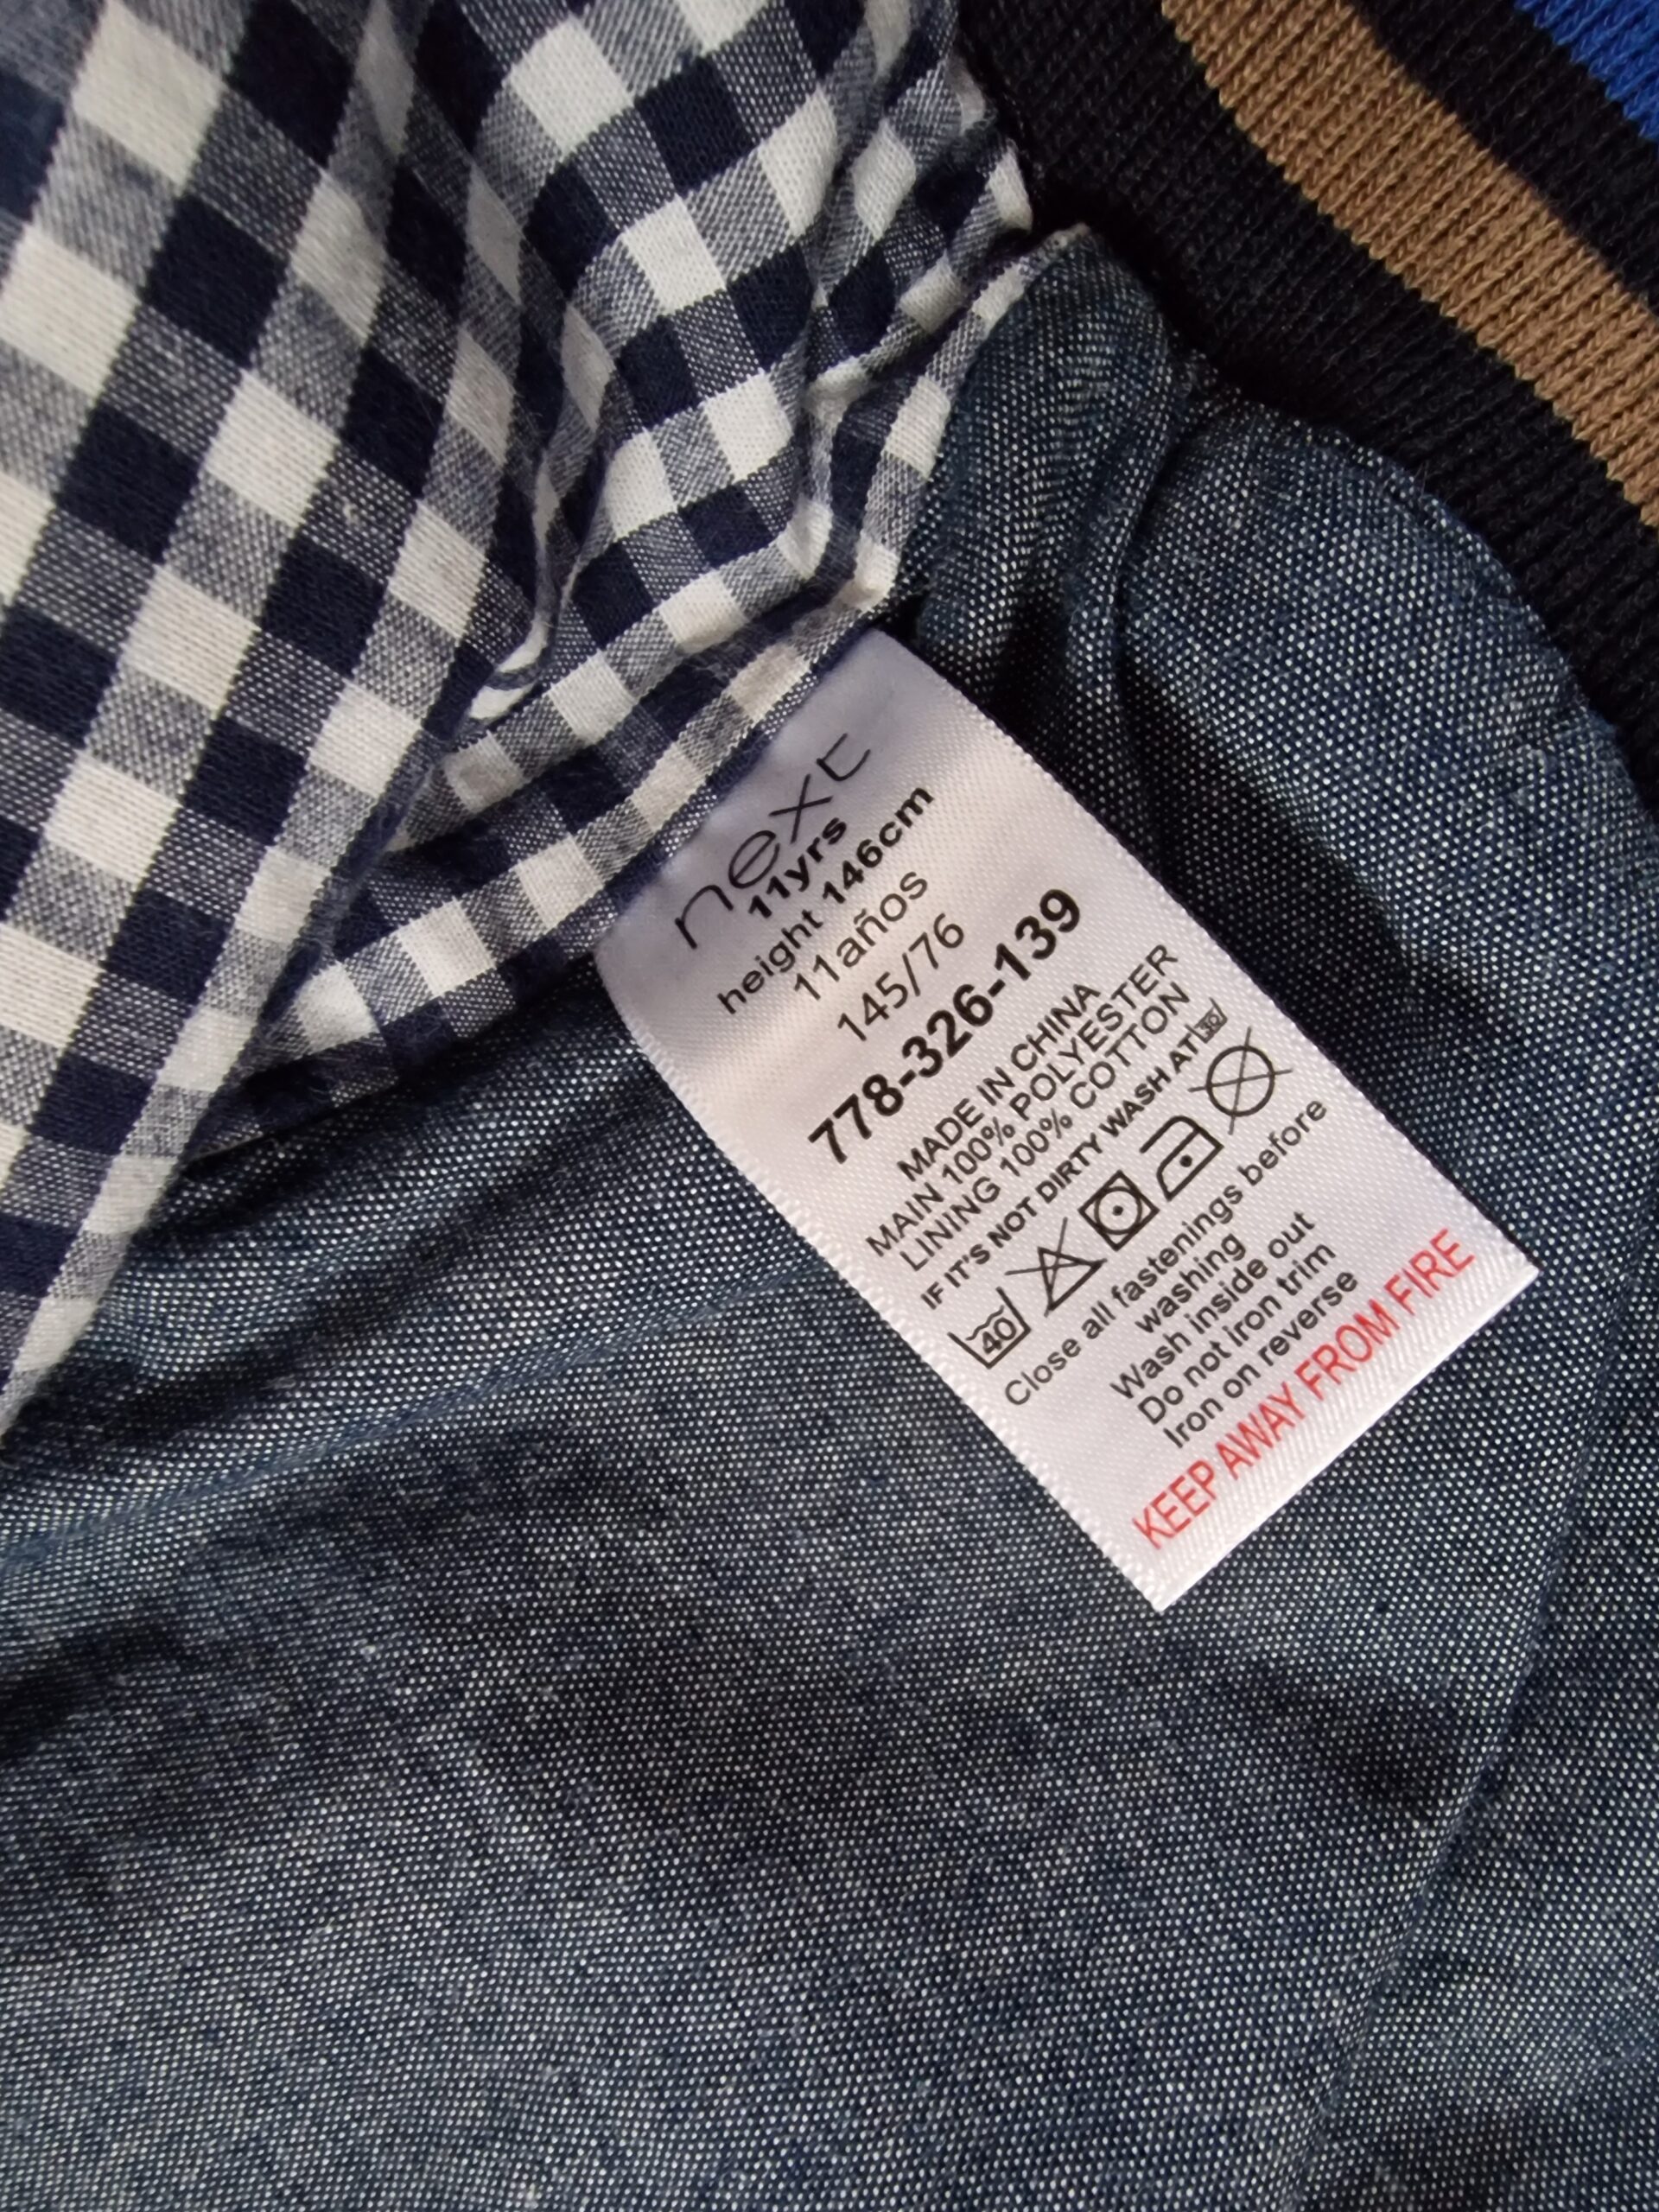 next
11yrs
height 146cm
11años
145/76
778-326-139
MADE IN CHINA
MAIN 100% POLYESTER
LINING 100% COTTON
IF IT'S NOT DIRTY WASH AT 30
40
Close all fastenings before
washing
Wash inside out
Do not iron trim
Iron on reverse
KEEP AWAY FROM FIRE